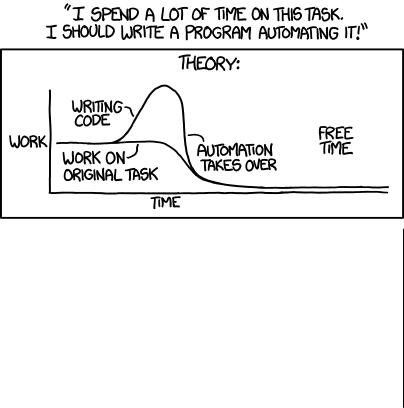 "I SPEND A LOT OF TIME ON THIS TASK.
I SHOULD WRITE A PROGRAM AUTOMATING IT!"
THEORY:
WRITING
CODE
WORK
WORK ON
ORIGINAL TASK
AUTOMATION
TAKES OVER
FREE
TIME
TIME